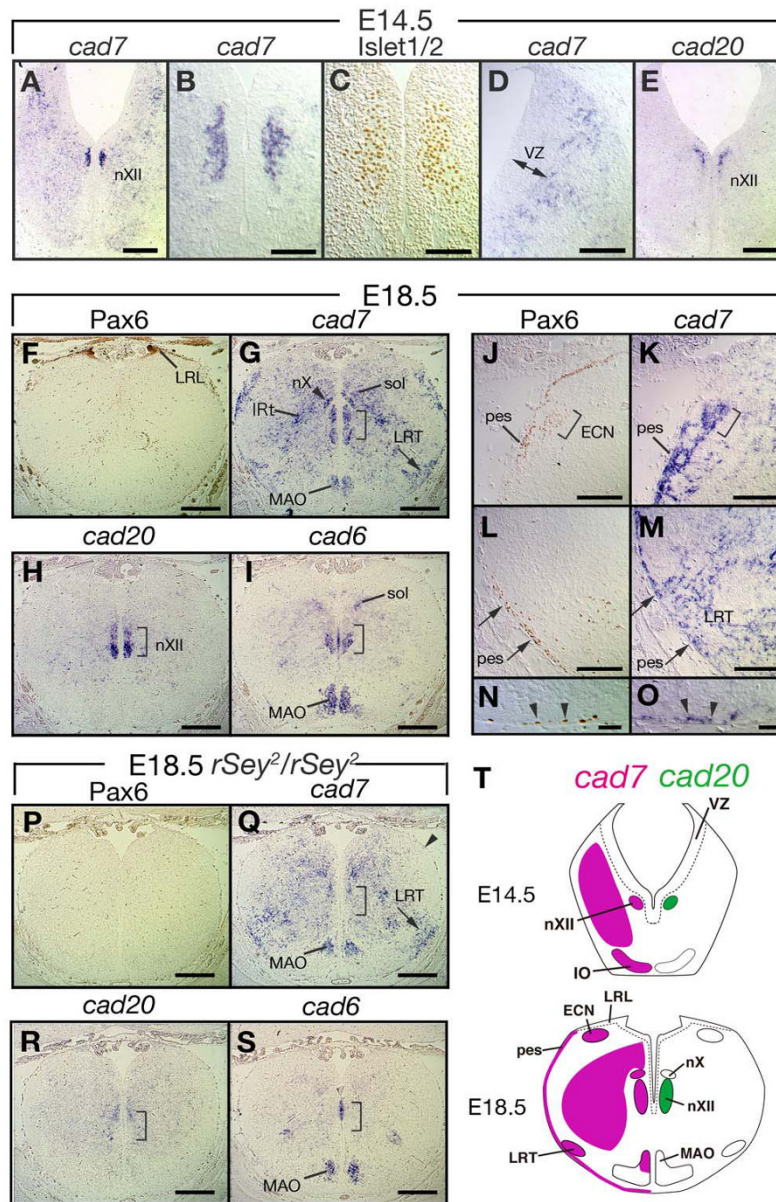 E14.5
cad7 cad7 Islet1/2 cad7 cad20
A B C D E
VZ
nXII nXII
E18.5
Pax6 cad7 Pax6 cad7
F G J K
LRL nX sol
IRt pes ECN pes
LRT
MAO
cad20 cad6
H I L M
sol
nXII LRT
pes pes
MAO
N O
E18.5 rSey²/rSey²
Pax6 cad7
P Q
LRT
MAO
cad20 cad6
R S
MAO
T cad7 cad20
VZ
E14.5
nXII
IO
LRL
ECN
pes
nX
E18.5
nXII
LRT MAO